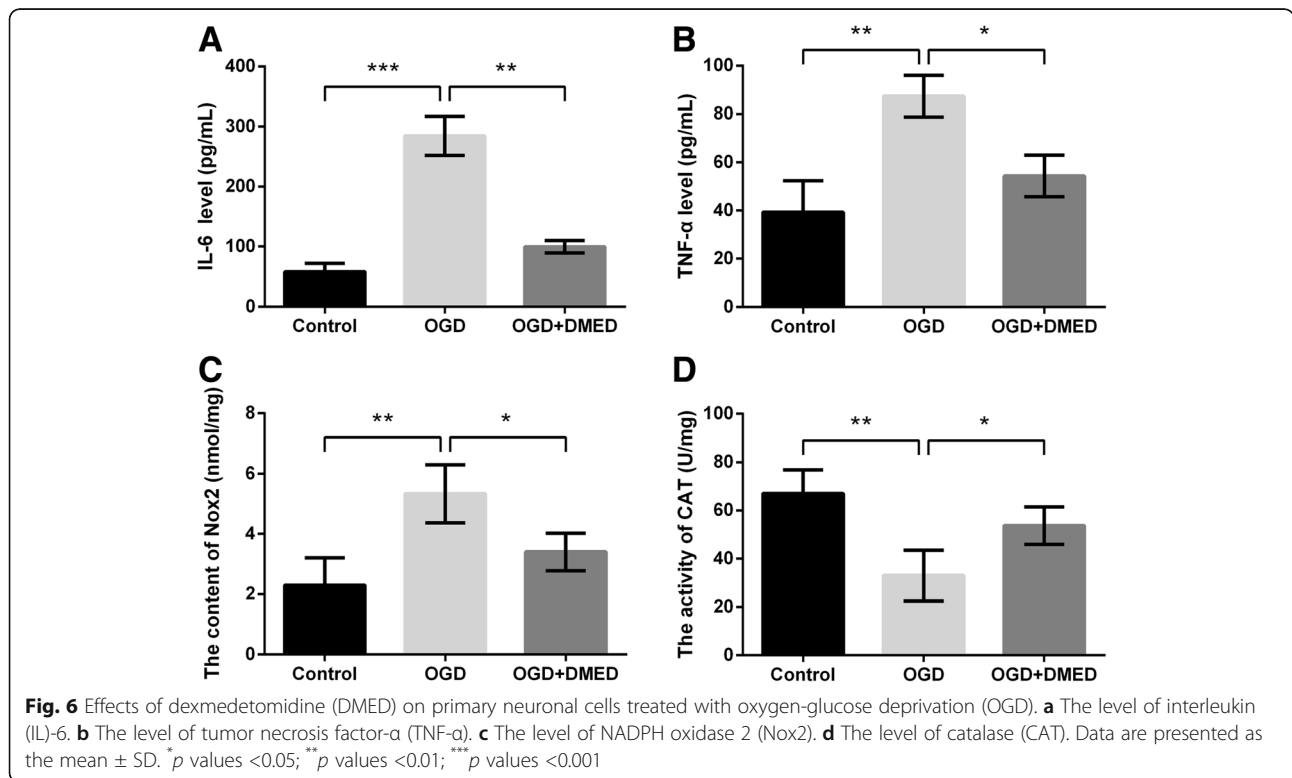 A
IL-6 level (pg/mL)
400
300
200
100
0
***
**
Control
OGD
OGD+DMED
B
TNF-α level (pg/mL)
100
80
60
40
20
0
**
*
Control
OGD
OGD+DMED
C
The content of Nox2 (nmol/mg)
8
6
4
2
0
**
*
Control
OGD
OGD+DMED
D
The activity of CAT (U/mg)
100
80
60
40
20
0
**
*
Control
OGD
OGD+DMED
Fig. 6 Effects of dexmedetomidine (DMED) on primary neuronal cells treated with oxygen-glucose deprivation (OGD). a The level of interleukin
(IL)-6. b The level of tumor necrosis factor-α (TNF-α). c The level of NADPH oxidase 2 (Nox2). d The level of catalase (CAT). Data are presented as
the mean ± SD. *p values <0.05; **p values <0.01; ***p values <0.001